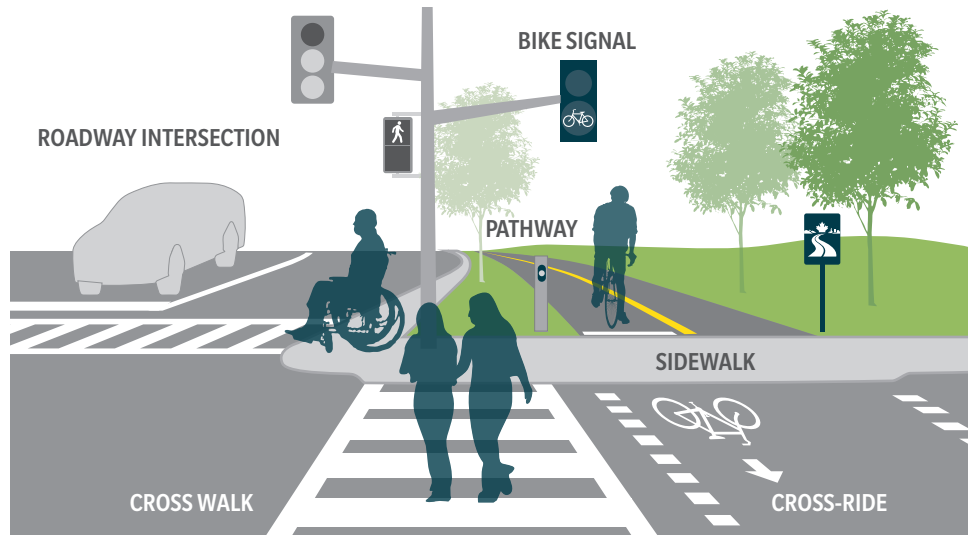 BIKE SIGNAL
ROADWAY INTERSECTION
PATHWAY
SIDEWALK
CROSS WALK
CROSS-RIDE